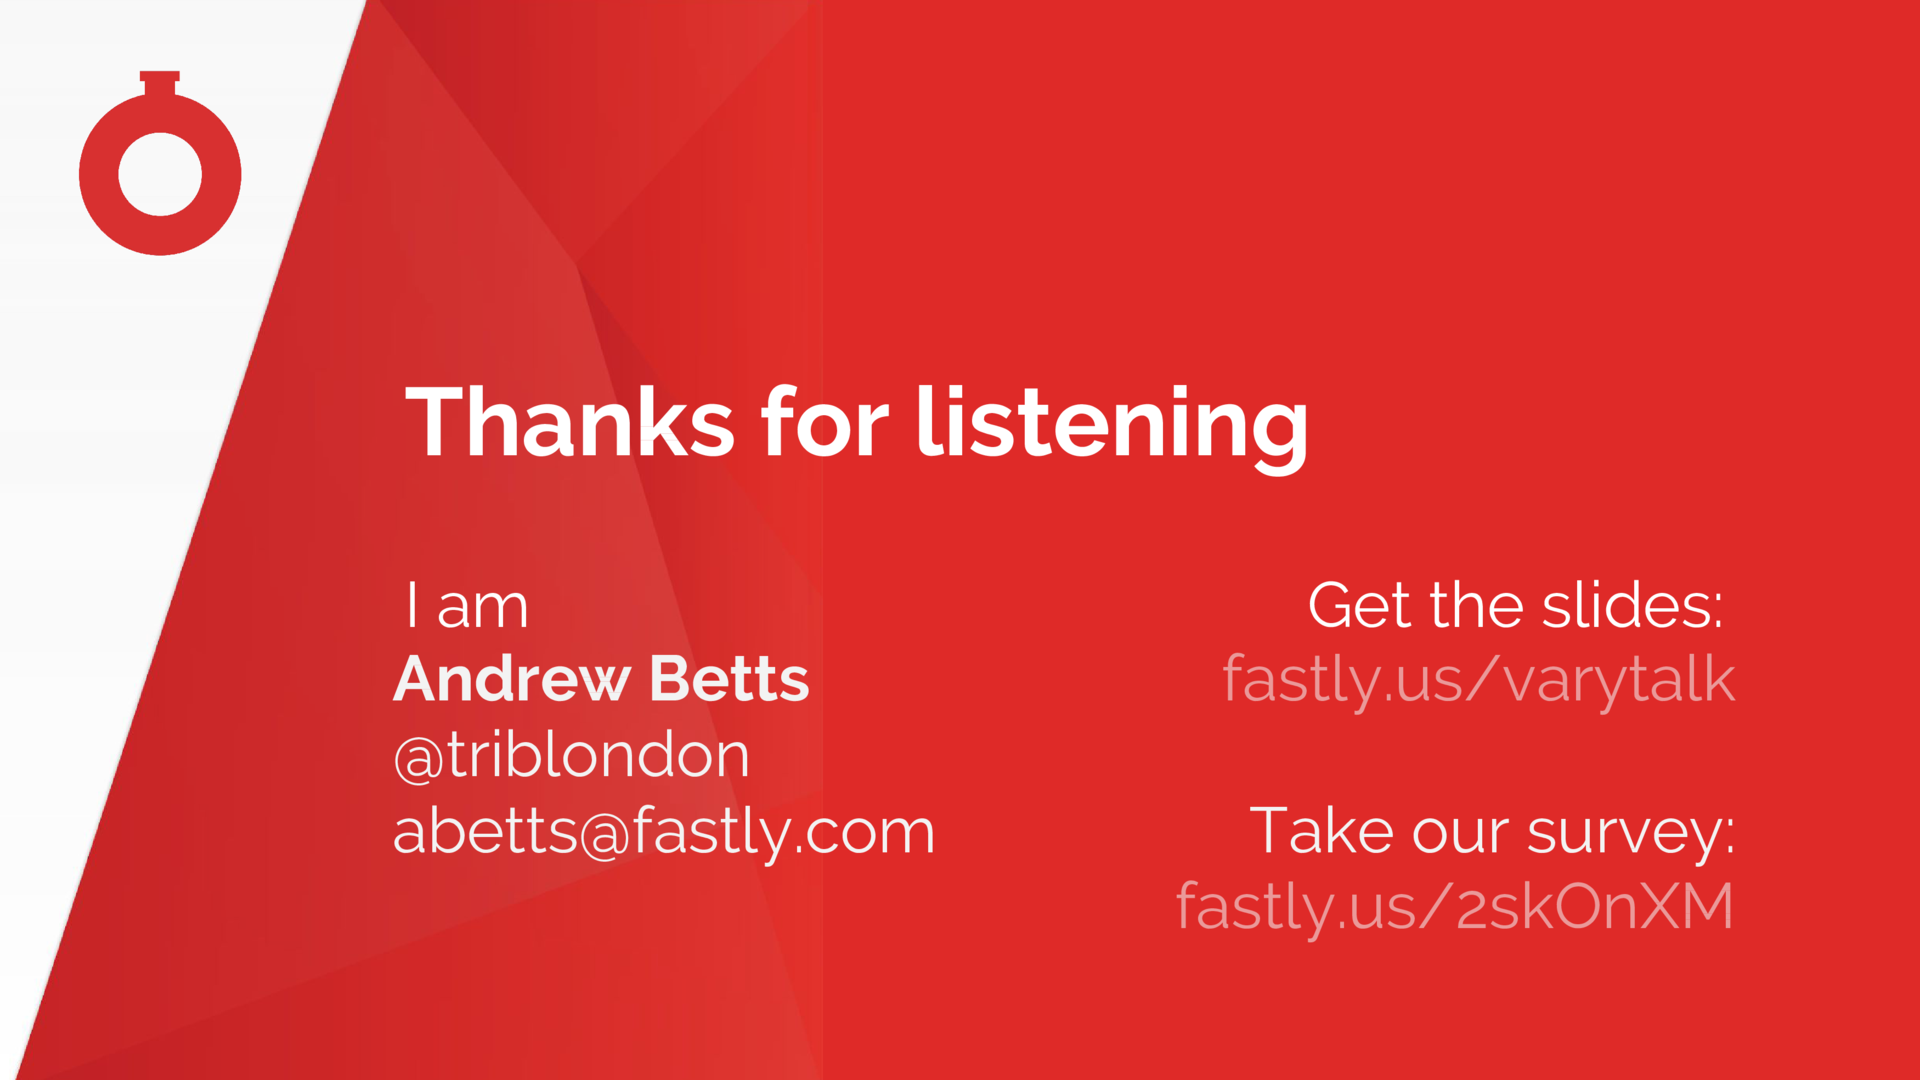 Thanks for listening
I am
Andrew Betts
@triblondon
abetts@fastly.com
Get the slides:
fastly.us/varytalk
Take our survey:
fastly.us/2skOnXM